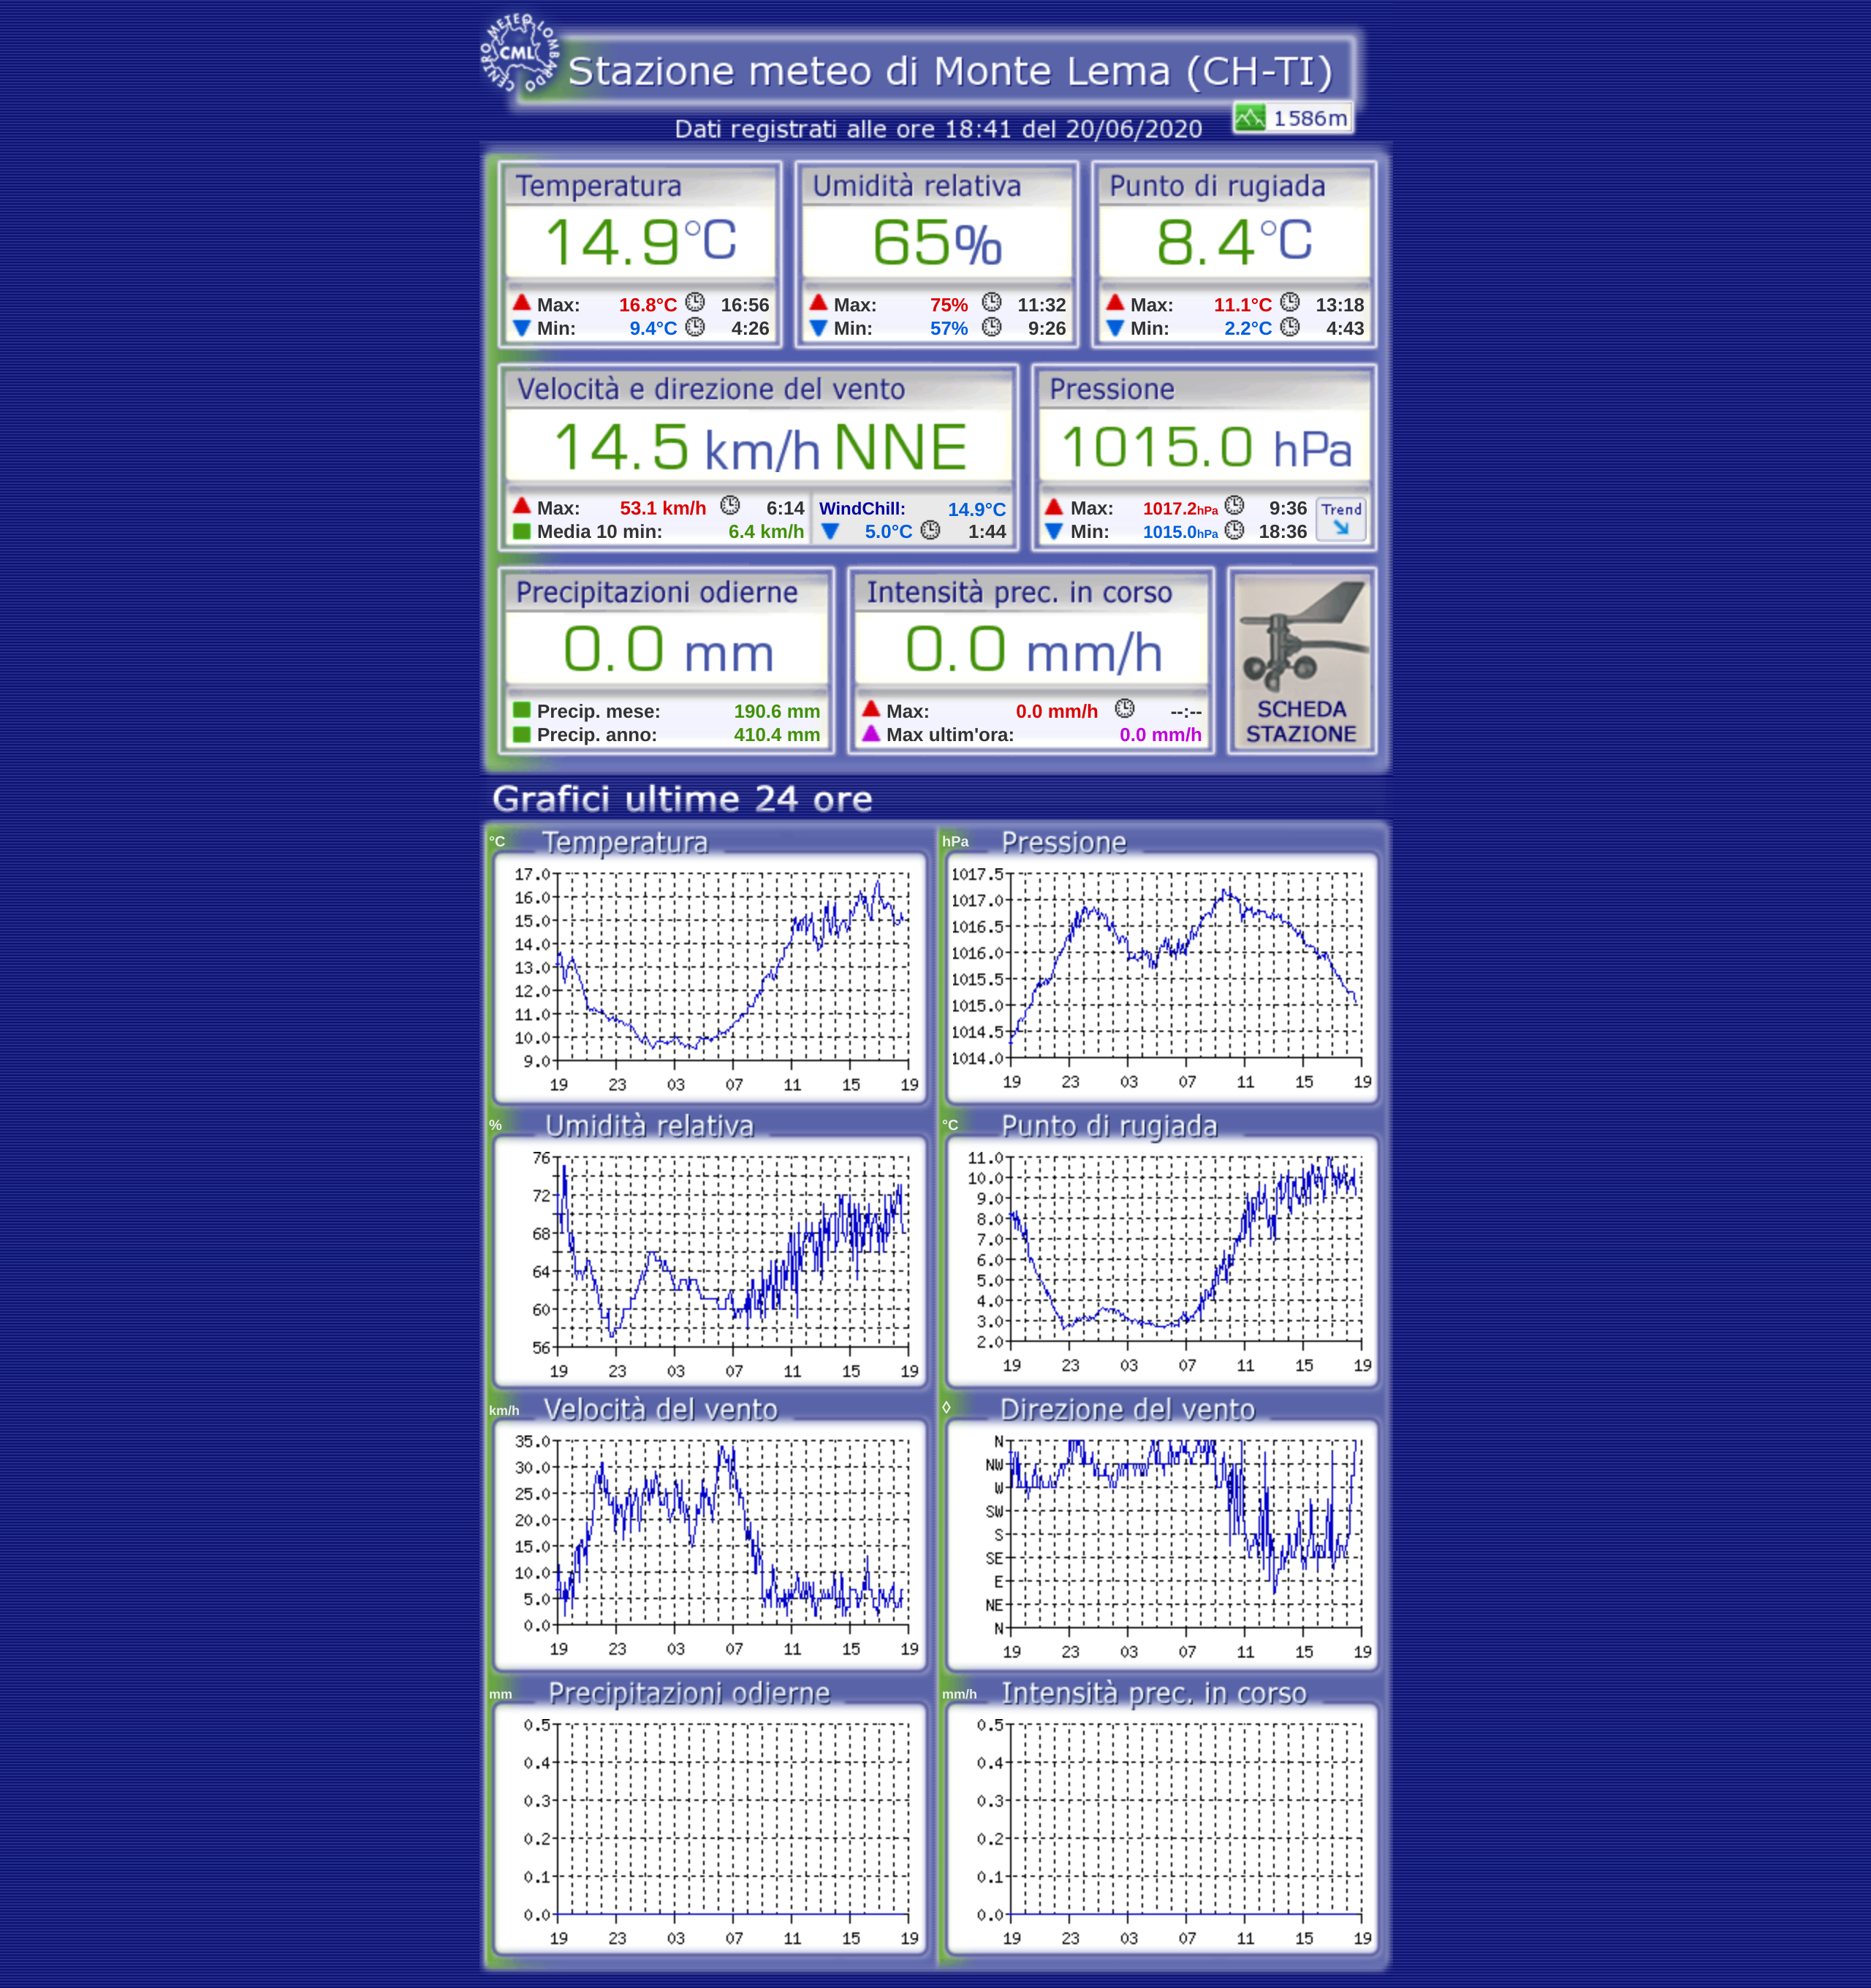 CENTRO METEO LOMBARDO
CML
Stazione meteo di Monte Lema (CH-TI)
1586m
Dati registrati alle ore 18:41 del 20/06/2020
Temperatura
14.9°C
Max: 16.8°C 16:56
Min: 9.4°C 4:26
Umidità relativa
65%
Max: 75% 11:32
Min: 57% 9:26
Punto di rugiada
8.4°C
Max: 11.1°C 13:18
Min: 2.2°C 4:43
Velocità e direzione del vento
14.5 km/h NNE
Max: 53.1 km/h 6:14
Media 10 min: 6.4 km/h
WindChill: 14.9°C
5.0°C 1:44
Pressione
1015.0 hPa
Max: 1017.2hPa 9:36
Min: 1015.0hPa 18:36
Trend
Precipitazioni odierne
0.0 mm
Precip. mese: 190.6 mm
Precip. anno: 410.4 mm
Intensità prec. in corso
0.0 mm/h
Max: 0.0 mm/h --:--
Max ultim'ora: 0.0 mm/h
SCHEDA
STAZIONE
Grafici ultime 24 ore
°C Temperatura
17.0
16.0
15.0
14.0
13.0
12.0
11.0
10.0
9.0
19 23 03 07 11 15 19
hPa Pressione
1017.5
1017.0
1016.5
1016.0
1015.5
1015.0
1014.5
1014.0
19 23 03 07 11 15 19
% Umidità relativa
76
72
68
64
60
56
19 23 03 07 11 15 19
°C Punto di rugiada
11.0
10.0
9.0
8.0
7.0
6.0
5.0
4.0
3.0
2.0
19 23 03 07 11 15 19
km/h Velocità del vento
35.0
30.0
25.0
20.0
15.0
10.0
5.0
0.0
19 23 03 07 11 15 19
◊ Direzione del vento
N
NW
W
SW
S
SE
E
NE
N
19 23 03 07 11 15 19
mm Precipitazioni odierne
0.5
0.4
0.3
0.2
0.1
0.0
19 23 03 07 11 15 19
mm/h Intensità prec. in corso
0.5
0.4
0.3
0.2
0.1
0.0
19 23 03 07 11 15 19